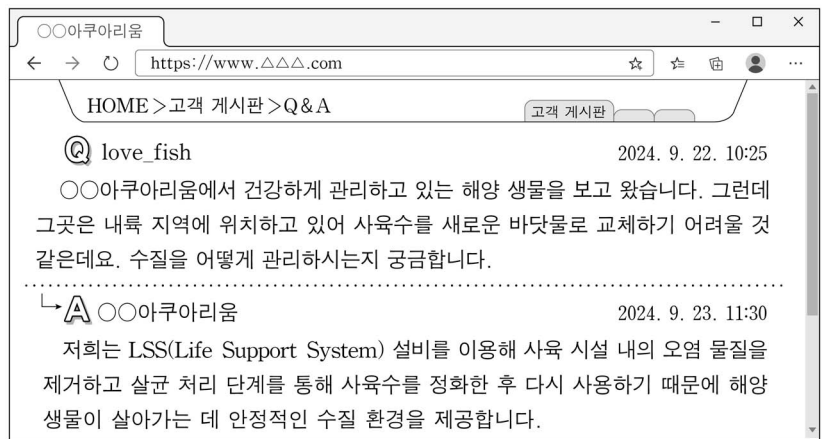 ○○아쿠아리움
https://www.△△△.com
HOME>고객 게시판>Q&A
고객 게시판
Q love_fish 2024. 9. 22. 10:25
○○아쿠아리움에서 건강하게 관리하고 있는 해양 생물을 보고 왔습니다. 그런데
그곳은 내륙 지역에 위치하고 있어 사육수를 새로운 바닷물로 교체하기 어려울 것
같은데요. 수질을 어떻게 관리하시는지 궁금합니다.
A ○○아쿠아리움 2024. 9. 23. 11:30
저희는 LSS(Life Support System) 설비를 이용해 사육 시설 내의 오염 물질을
제거하고 살균 처리 단계를 통해 사육수를 정화한 후 다시 사용하기 때문에 해양
생물이 살아가는 데 안정적인 수질 환경을 제공합니다.